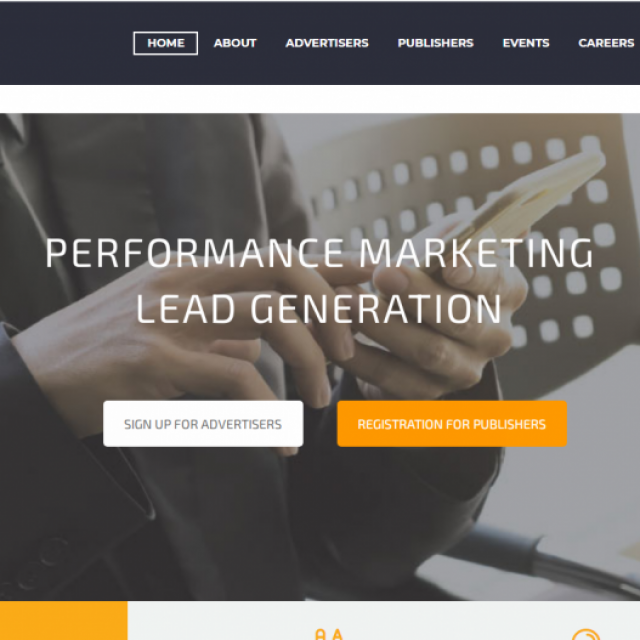 HOME ABOUT ADVERTISERS PUBLISHERS EVENTS CAREERS
PERFORMANCE MARKETING
LEAD GENERATION
SIGN UP FOR ADVERTISERS REGISTRATION FOR PUBLISHERS